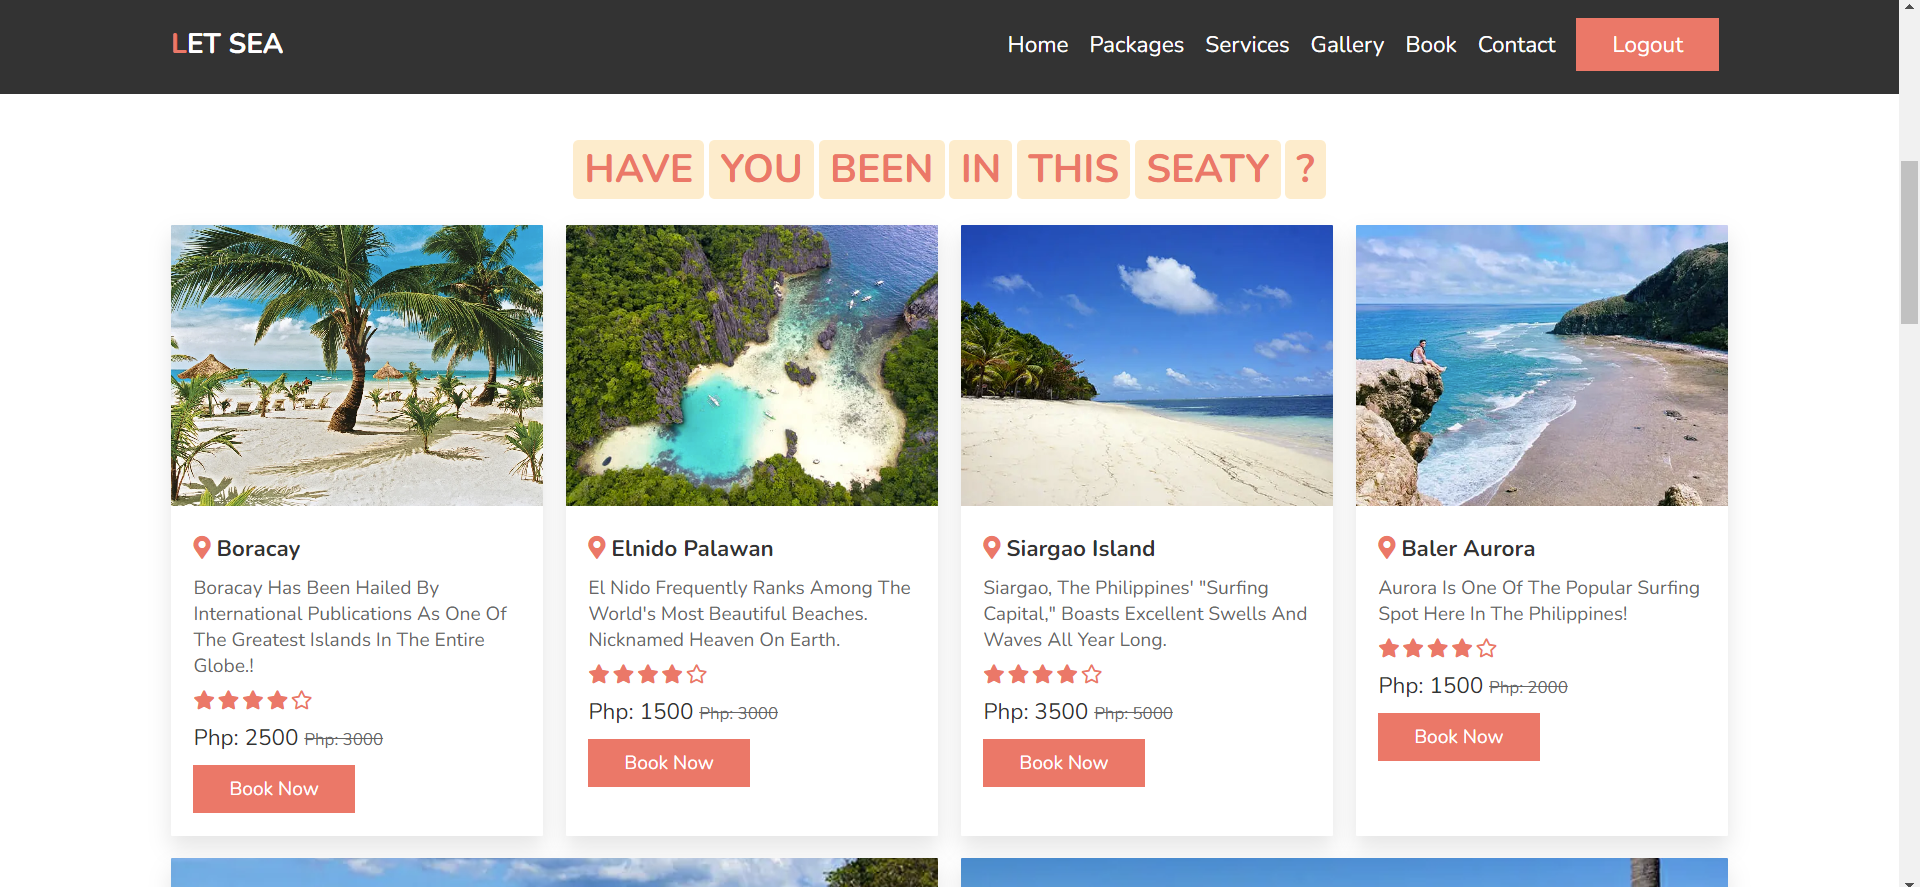 LET SEA
Home Packages Services Gallery Book Contact Logout
HAVE YOU BEEN IN THIS SEATY ?
Boracay
Boracay Has Been Hailed By
International Publications As One Of
The Greatest Islands In The Entire
Globe.!
Php: 2500 Php: 3000
Book Now
Elnido Palawan
El Nido Frequently Ranks Among The
World's Most Beautiful Beaches.
Nicknamed Heaven On Earth.
Php: 1500 Php: 3000
Book Now
Siargao Island
Siargao, The Philippines' "Surfing
Capital," Boasts Excellent Swells And
Waves All Year Long.
Php: 3500 Php: 5000
Book Now
Baler Aurora
Aurora Is One Of The Popular Surfing
Spot Here In The Philippines!
Php: 1500 Php: 2000
Book Now